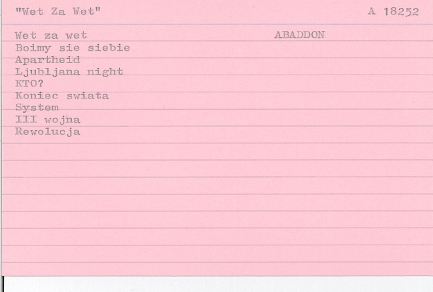 "Wet Za Wet" A 18252
Wet za wet ABADDON
Boimy sie siebie
Apartheid
Ljubljana night
KTO?
Koniec swiata
System
III wojna
Rewolucja